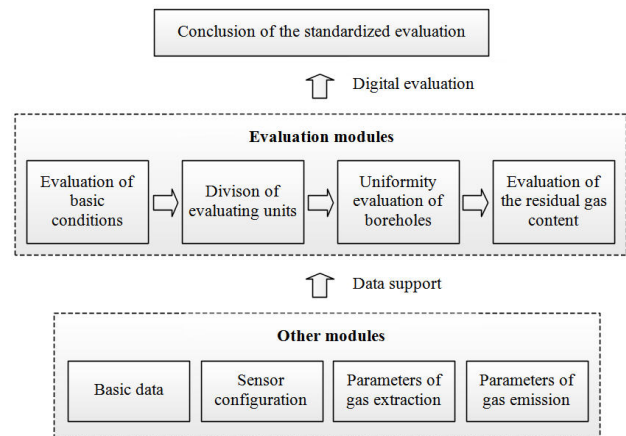 Conclusion of the standardized evaluation
Digital evaluation
Evaluation modules
Evaluation of
basic
conditions
Divison of
evaluating units
Uniformity
evaluation of
boreholes
Evaluation of
the residual gas
content
Data support
Other modules
Basic data
Sensor
configuration
Parameters of
gas extraction
Parameters of
gas emission